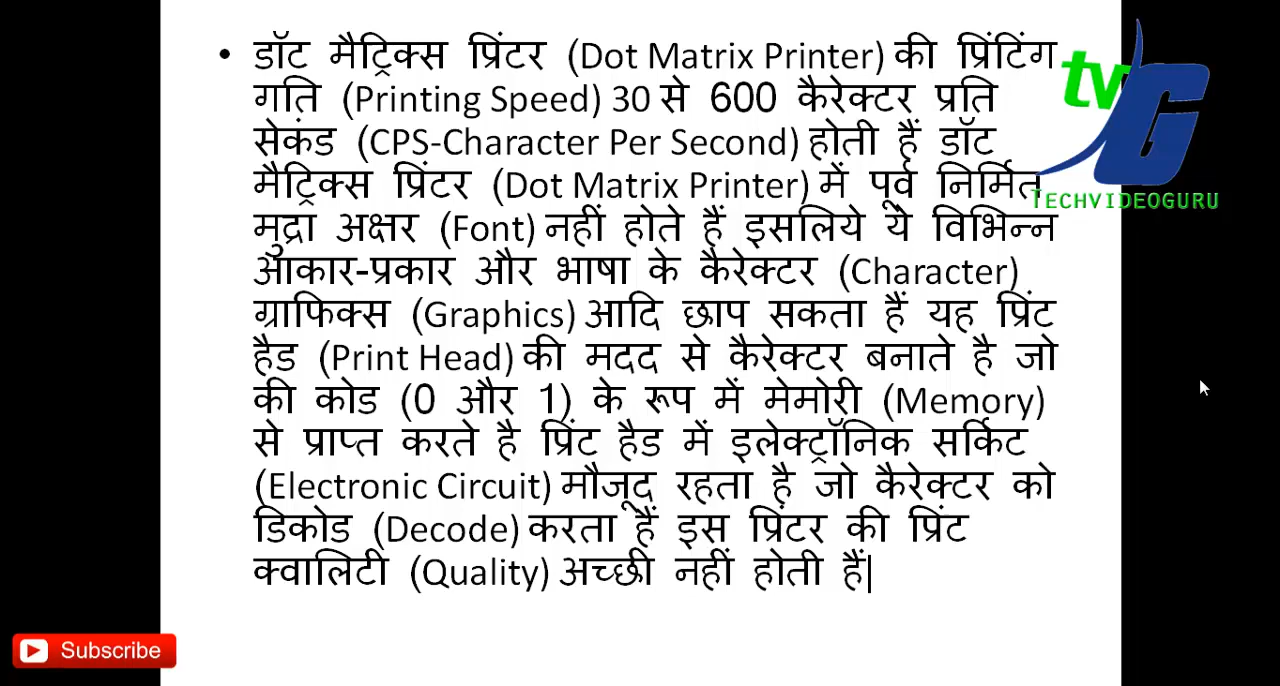 • डॉट मैट्रिक्स प्रिंटर (Dot Matrix Printer) की प्रिंटिंग
गति (Printing Speed) 30 से 600 कैरेक्टर प्रति
सेकंड (CPS-Character Per Second) होती हैं डॉट
मैट्रिक्स प्रिंटर (Dot Matrix Printer) में पूर्व निर्मित
मुद्रा अक्षर (Font) नहीं होते हैं इसलिये ये विभिन्न
आकार-प्रकार और भाषा के कैरेक्टर (Character)
ग्राफिक्स (Graphics) आदि छाप सकता हैं यह प्रिंट
हैड (Print Head) की मदद से कैरेक्टर बनाते है जो
की कोड (0 और 1) के रूप में मेमोरी (Memory)
से प्राप्त करते है प्रिंट हैड में इलेक्ट्रॉनिक सर्किट
(Electronic Circuit) मौजूद रहता है जो कैरेक्टर को
डिकोड (Decode) करता हैं इस प्रिंटर की प्रिंट
क्वालिटी (Quality) अच्छी नहीं होती हैं
tvG
TECHVIDEOGURU
Subscribe